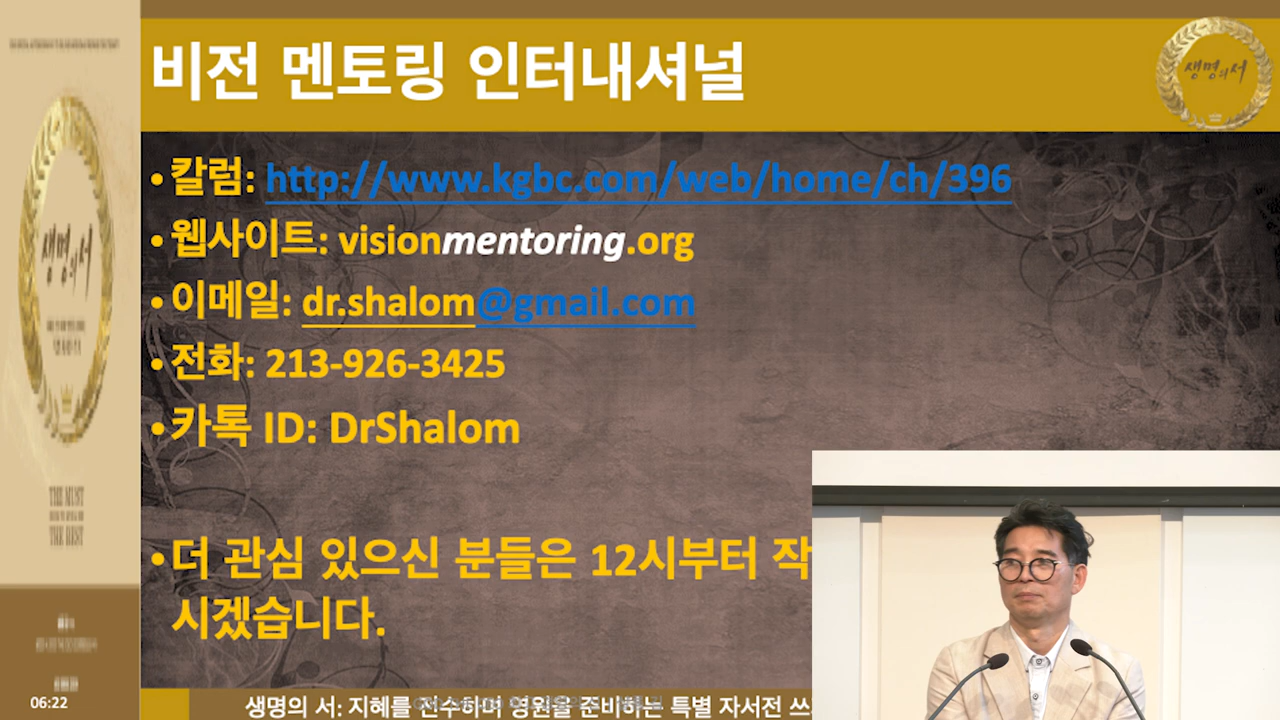 비전 멘토링 인터내셔널
생명의서
• 칼럼: http://www.kgbc.com/web/home/ch/396
• 웹사이트: visionmentoring.org
• 이메일: dr.shalom@gmail.com
• 전화: 213-926-3425
• 카톡 ID: DrShalom
• 더 관심 있으신 분들은 12시부터 작
시겠습니다.
생명의서
THE MUST
THE BEST
06:22
생명의 서: 지혜를 전수하며 영원을 준비하는 특별 자서전 쓰